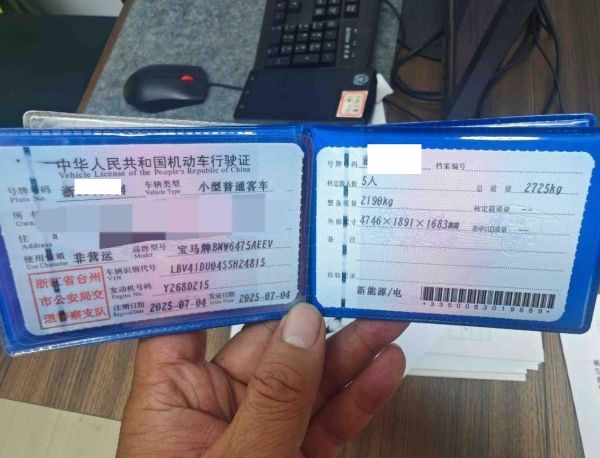 中华人民共和国机动车行驶证
Vehicle License of the People's Republic of China
号牌号码 浙 车辆类型 小型普通客车
Plate No. Vehicle Type
所
Owner
住
Address
使用性质 非营运 品牌型号 宝马牌BMW6475AEEV
Use Character Model
浙江省台州
市公安局交
通警察支队
车辆识别代号 LBV41DU04SSH24815
VIN
发动机号码 Y268D215
Engine No.
注册日期 2025-07-04 发证日期 2025-07-04
Register Date Issue Date
号牌号码 档案编号
核定载人数 5人 总质量 2725kg
整备质量 2190kg 核定载质量 --
外廓尺寸 4746×1891×1683mm 准牵引总质量 --
备注
检验记录
新能源/电
*3350063019889*